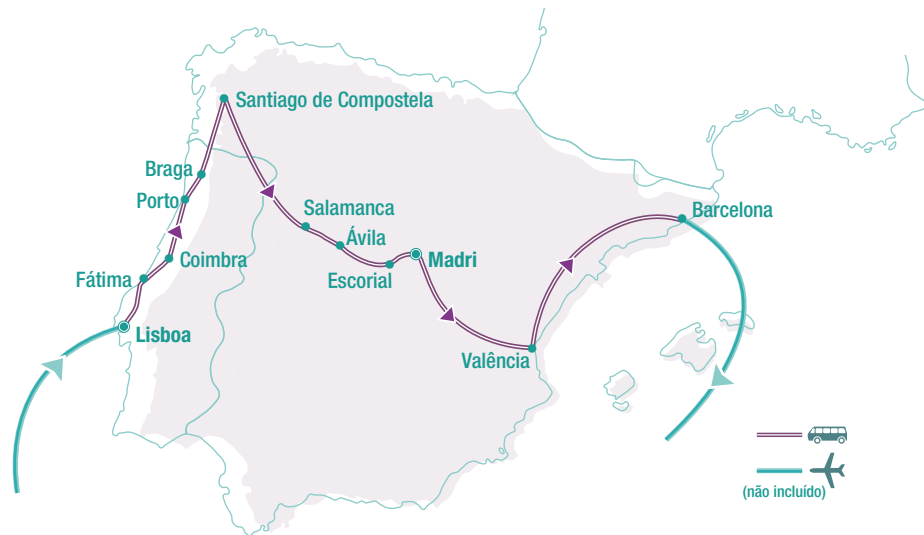 Santiago de Compostela
Braga
Porto
Salamanca
Barcelona
Ávila
Coimbra
Madri
Fátima
Escorial
Lisboa
Valência
(não incluído)